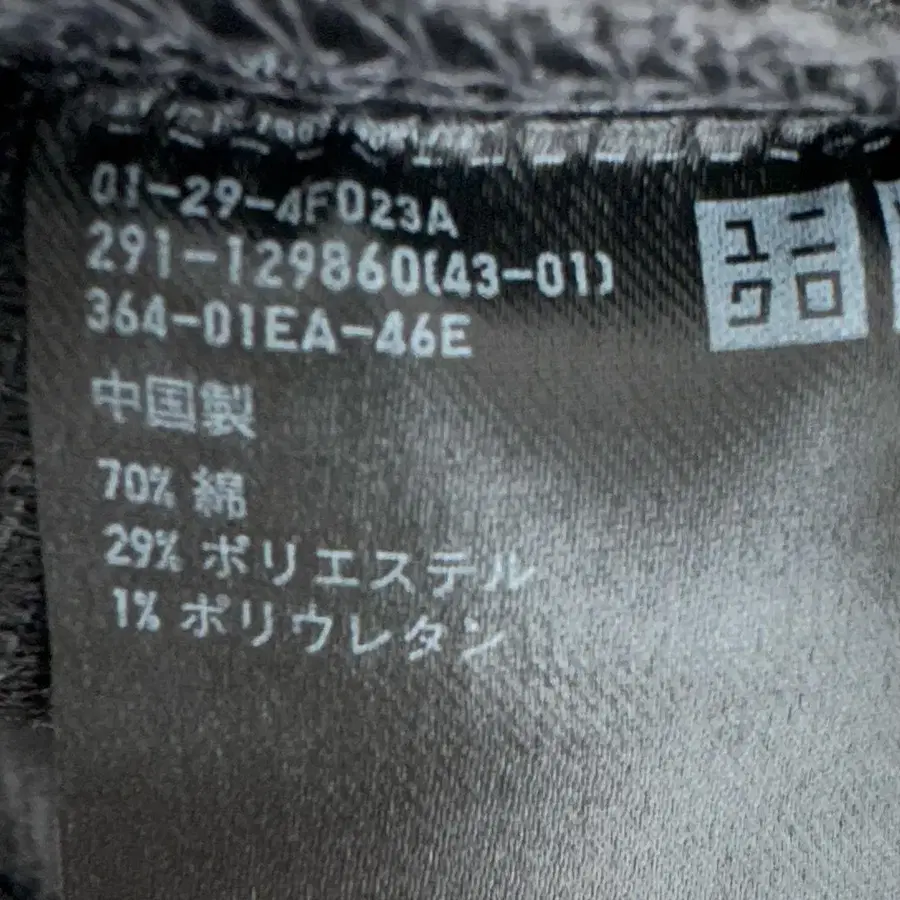 01-29-4F023A
291-129860(43-01)
364-01EA-46E
ユニ
クロ
中国製
70% 綿
29% ポリエステル
1% ポリウレタン